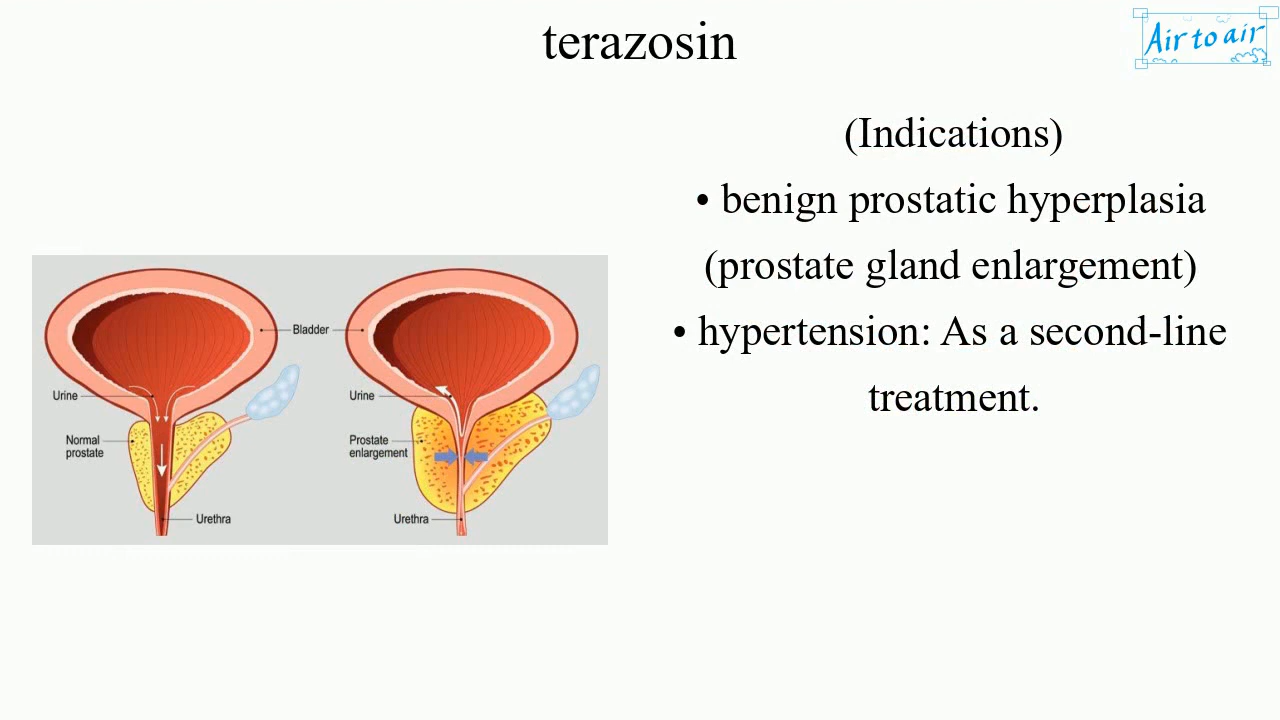 terazosin
Air to air
(Indications)
• benign prostatic hyperplasia
(prostate gland enlargement)
• hypertension: As a second-line
treatment.
Bladder
Urine
Normal
prostate
Urethra
Urine
Prostate
enlargement
Urethra